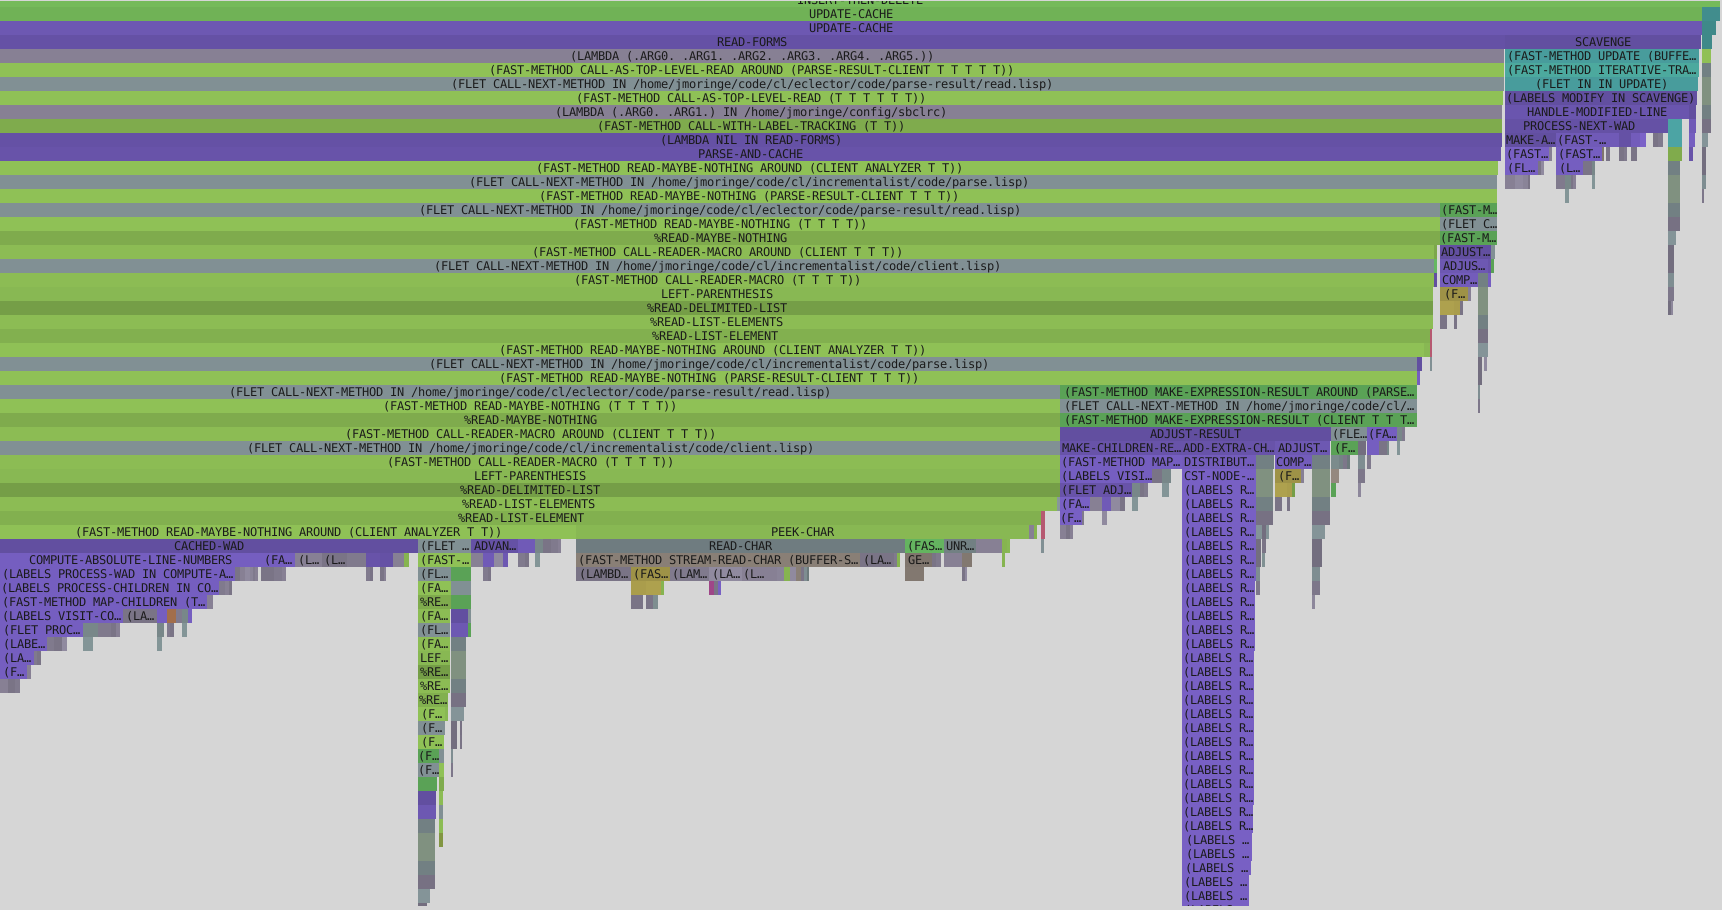 INSERT-THEN-DELETE
UPDATE-CACHE
UPDATE-CACHE
READ-FORMS SCAVENGE
(LAMBDA (.ARG0. .ARG1. .ARG2. .ARG3. .ARG4. .ARG5.)) (FAST-METHOD UPDATE (BUFFE…
(FAST-METHOD CALL-AS-TOP-LEVEL-READ AROUND (PARSE-RESULT-CLIENT T T T T T)) (FAST-METHOD ITERATIVE-TRA…
(FLET CALL-NEXT-METHOD IN /home/jmoringe/code/cl/eclector/code/parse-result/read.lisp) (FLET IN IN UPDATE)
(FAST-METHOD CALL-AS-TOP-LEVEL-READ (T T T T T T)) (LABELS MODIFY IN SCAVENGE)
(LAMBDA (.ARG0. .ARG1.) IN /home/jmoringe/config/sbclrc) HANDLE-MODIFIED-LINE
(FAST-METHOD CALL-WITH-LABEL-TRACKING (T T)) PROCESS-NEXT-WAD
(LAMBDA NIL IN READ-FORMS) MAKE-A… (FAST-…
PARSE-AND-CACHE (FAST… (FAST…
(FAST-METHOD READ-MAYBE-NOTHING AROUND (CLIENT ANALYZER T T)) (FL… (L…
(FLET CALL-NEXT-METHOD IN /home/jmoringe/code/cl/incrementalist/code/parse.lisp)
(FAST-METHOD READ-MAYBE-NOTHING (PARSE-RESULT-CLIENT T T T))
(FLET CALL-NEXT-METHOD IN /home/jmoringe/code/cl/eclector/code/parse-result/read.lisp) (FAST-M…
(FAST-METHOD READ-MAYBE-NOTHING (T T T T)) (FLET C…
%READ-MAYBE-NOTHING (FAST-M…
(FAST-METHOD CALL-READER-MACRO AROUND (CLIENT T T T)) ADJUST…
(FLET CALL-NEXT-METHOD IN /home/jmoringe/code/cl/incrementalist/code/client.lisp) ADJUS…
(FAST-METHOD CALL-READER-MACRO (T T T T)) COMP…
LEFT-PARENTHESIS (F…
%READ-DELIMITED-LIST
%READ-LIST-ELEMENTS
%READ-LIST-ELEMENT
(FAST-METHOD READ-MAYBE-NOTHING AROUND (CLIENT ANALYZER T T))
(FLET CALL-NEXT-METHOD IN /home/jmoringe/code/cl/incrementalist/code/parse.lisp)
(FAST-METHOD READ-MAYBE-NOTHING (PARSE-RESULT-CLIENT T T T))
(FLET CALL-NEXT-METHOD IN /home/jmoringe/code/cl/eclector/code/parse-result/read.lisp) (FAST-METHOD MAKE-EXPRESSION-RESULT AROUND (PARSE…
(FAST-METHOD READ-MAYBE-NOTHING (T T T T)) (FLET CALL-NEXT-METHOD IN /home/jmoringe/code/cl/…
%READ-MAYBE-NOTHING (FAST-METHOD MAKE-EXPRESSION-RESULT (CLIENT T T T…
(FAST-METHOD CALL-READER-MACRO AROUND (CLIENT T T T)) ADJUST-RESULT (FLE… (FA…
(FLET CALL-NEXT-METHOD IN /home/jmoringe/code/cl/incrementalist/code/client.lisp) MAKE-CHILDREN-RE… ADD-EXTRA-CH… ADJUST… (F…
(FAST-METHOD CALL-READER-MACRO (T T T T)) (FAST-METHOD MAP… DISTRIBUT… COMP…
LEFT-PARENTHESIS (LABELS VISI… CST-NODE-… (F…
%READ-DELIMITED-LIST (FLET ADJ… (LABELS R…
%READ-LIST-ELEMENTS (FA… (LABELS R…
%READ-LIST-ELEMENT (F… (LABELS R…
(FAST-METHOD READ-MAYBE-NOTHING AROUND (CLIENT ANALYZER T T)) PEEK-CHAR (LABELS R…
CACHED-WAD (FLET … ADVAN… READ-CHAR (FAS… UNR… (LABELS R…
COMPUTE-ABSOLUTE-LINE-NUMBERS (FA… (L… (L… (FAST-… (FAST-METHOD STREAM-READ-CHAR (BUFFER-S… (LA… GE… (LABELS R…
(LABELS PROCESS-WAD IN COMPUTE-A… (FL… (LAMBD… (FAS… (LAM… (LA… (L… (LABELS R…
(LABELS PROCESS-CHILDREN IN CO… (FA… (LABELS R…
(FAST-METHOD MAP-CHILDREN (T… %RE… (LABELS R…
(LABELS VISIT-CO… (LA… (FA… (LABELS R…
(FLET PROC… (FL… (LABELS R…
(LABE… (FA… (LABELS R…
(LA… LEF… (LABELS R…
(F… %RE… (LABELS R…
%RE… (LABELS R…
%RE… (LABELS R…
(F… (LABELS R…
(F… (LABELS R…
(F… (LABELS R…
(F… (LABELS R…
(F… (LABELS R…
(LABELS R…
(LABELS R…
(LABELS R…
(LABELS R…
(LABELS …
(LABELS …
(LABELS …
(LABELS …
(LABELS …